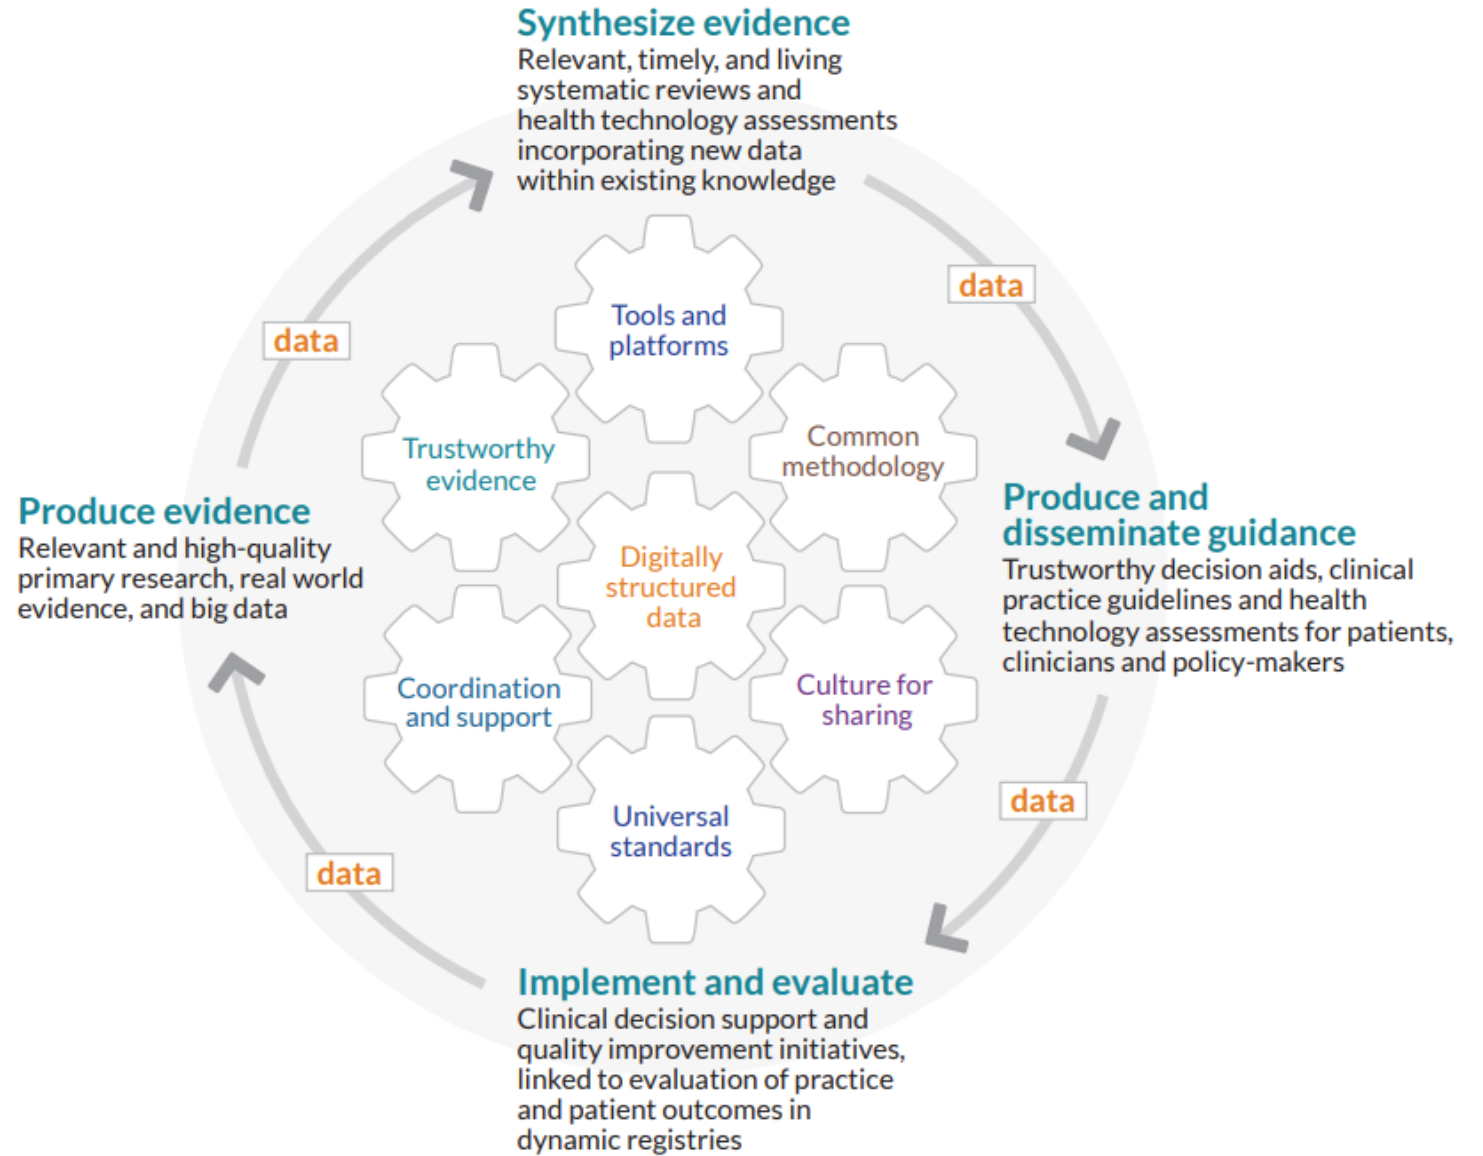 Synthesize evidence
Relevant, timely, and living
systematic reviews and
health technology assessments
incorporating new data
within existing knowledge
data
data
Tools and
platforms
Trustworthy
evidence
Common
methodology
Produce evidence
Relevant and high-quality
primary research, real world
evidence, and big data
Digitally
structured
data
Produce and
disseminate guidance
Trustworthy decision aids, clinical
practice guidelines and health
technology assessments for patients,
clinicians and policy-makers
Coordination
and support
Culture for
sharing
Universal
standards
data
data
Implement and evaluate
Clinical decision support and
quality improvement initiatives,
linked to evaluation of practice
and patient outcomes in
dynamic registries